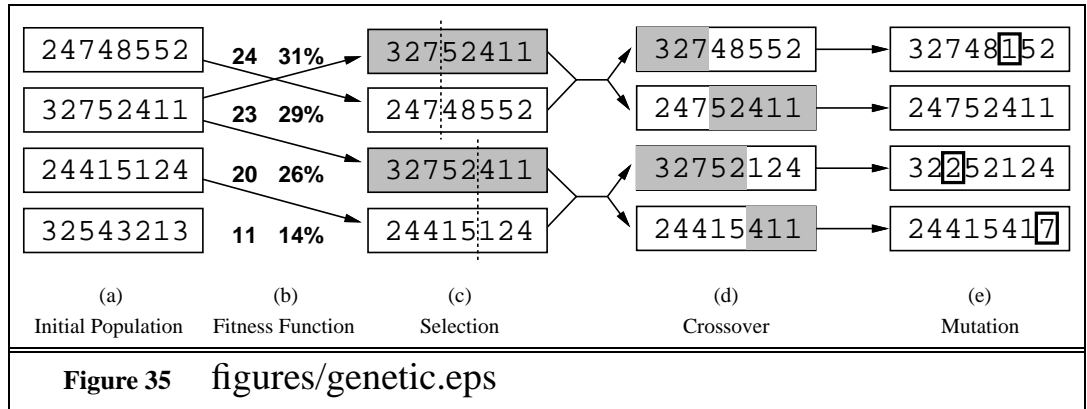 24748552 24 31% 32752411 32748552 32748152
32752411 23 29% 24748552 24752411 24752411
24415124 20 26% 32752411 32752124 32252124
32543213 11 14% 24415124 24415411 24415417
(a) (b) (c) (d) (e)
Initial Population Fitness Function Selection Crossover Mutation
Figure 35 figures/genetic.eps